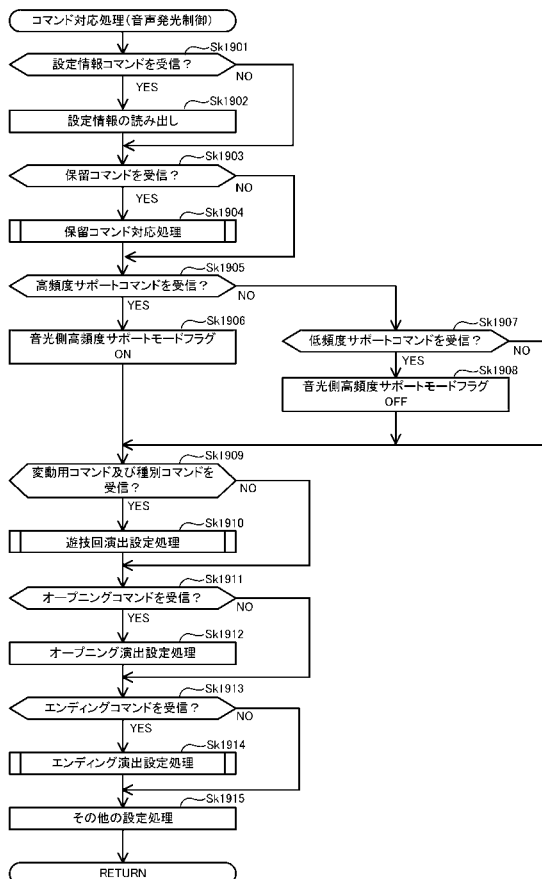 コマンド対応処理(音声発光制御)
Sk1901
設定情報コマンドを受信？
NO
YES
Sk1902
設定情報の読み出し
Sk1903
保留コマンドを受信？
NO
YES
Sk1904
保留コマンド対応処理
Sk1905
高頻度サポートコマンドを受信？
NO
YES
Sk1906
音光側高頻度サポートモードフラグ
ON
Sk1907
低頻度サポートコマンドを受信？
NO
YES
Sk1908
音光側高頻度サポートモードフラグ
OFF
Sk1909
変動用コマンド及び種別コマンドを
受信？
NO
YES
Sk1910
遊技回演出設定処理
Sk1911
オープニングコマンドを受信？
NO
YES
Sk1912
オープニング演出設定処理
Sk1913
エンディングコマンドを受信？
NO
YES
Sk1914
エンディング演出設定処理
Sk1915
その他の設定処理
RETURN